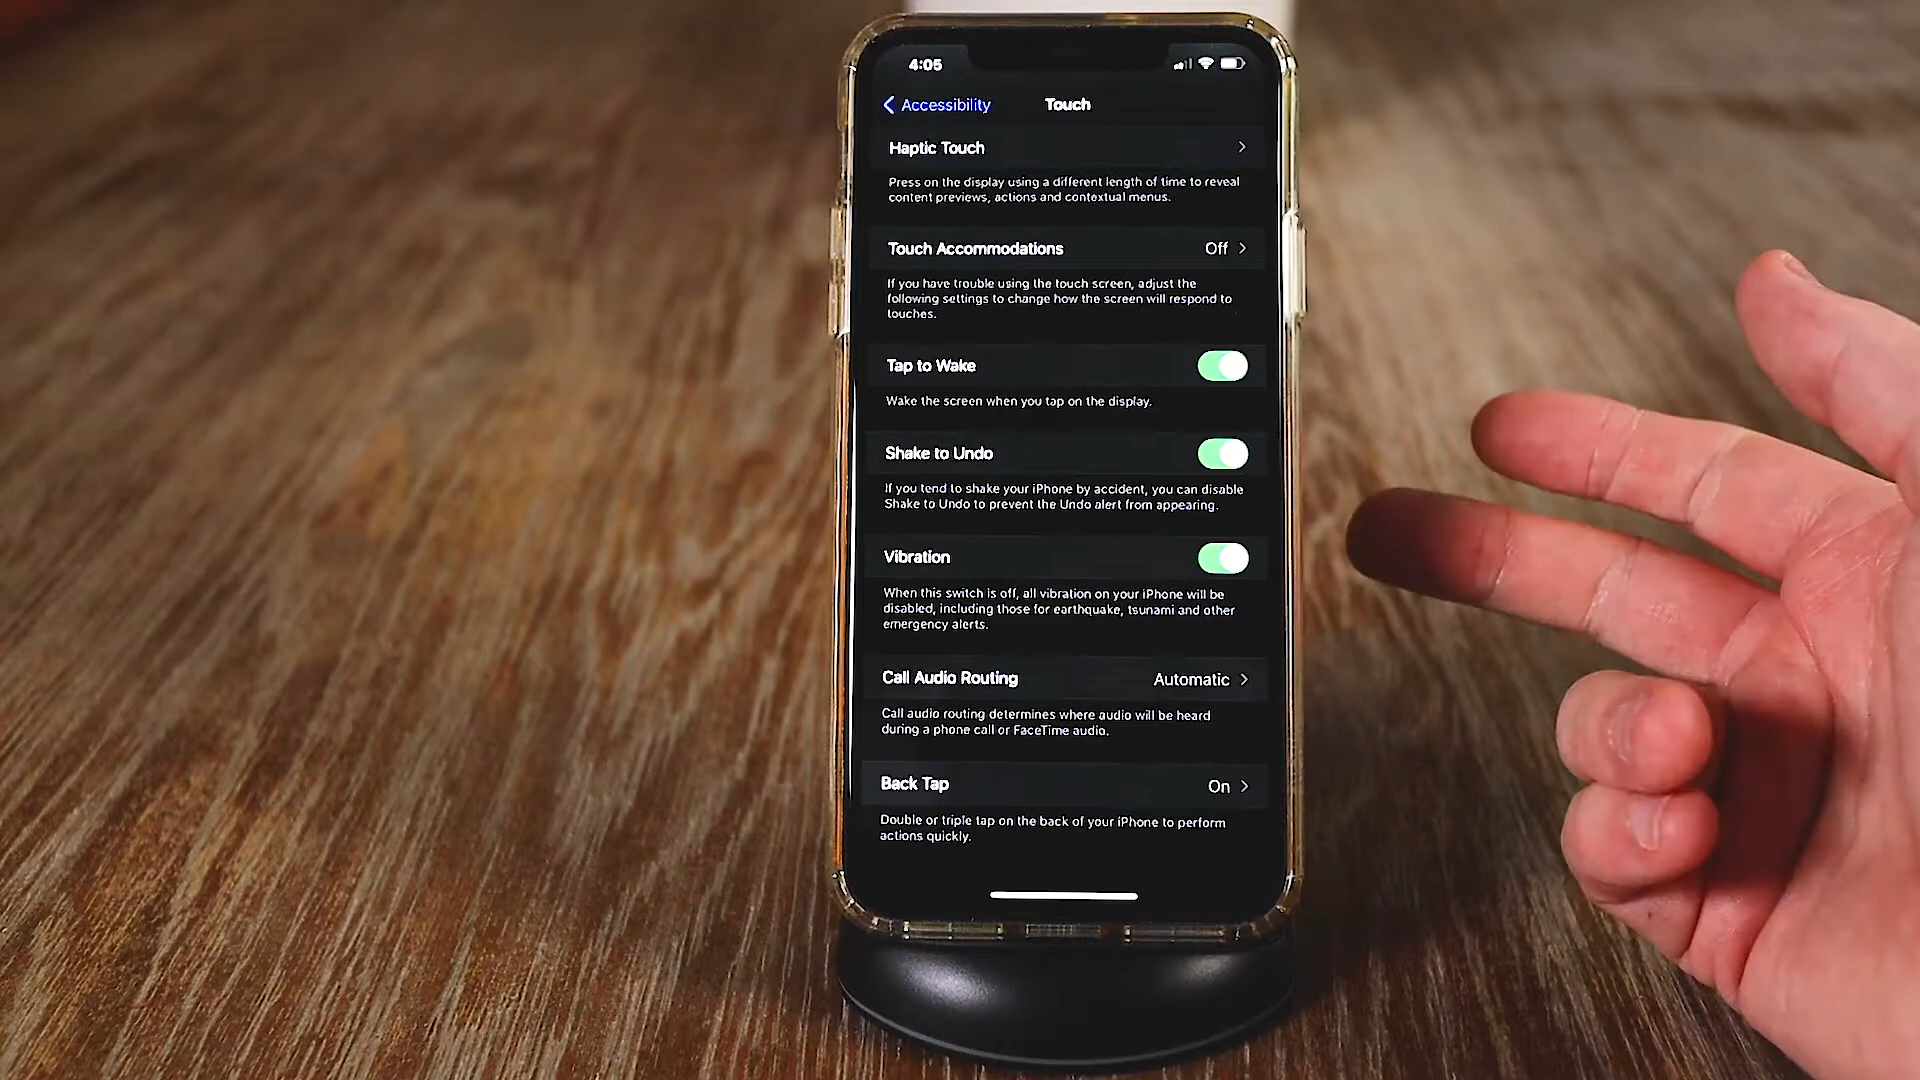 4:05
Accessibility
Touch
Haptic Touch
Press on the display using a different length of time to reveal
content previews, actions and contextual menus.
Touch Accommodations Off
If you have trouble using the touch screen, adjust the
following settings to change how the screen will respond to
touches.
Tap to Wake
Wake the screen when you tap on the display.
Shake to Undo
If you tend to shake your iPhone by accident, you can disable
Shake to Undo to prevent the Undo alert from appearing.
Vibration
When this switch is off, all vibration on your iPhone will be
disabled, including those for earthquake, tsunami and other
emergency alerts.
Call Audio Routing Automatic
Call audio routing determines where audio will be heard
during a phone call or FaceTime audio.
Back Tap On
Double or triple tap on the back of your iPhone to perform
actions quickly.